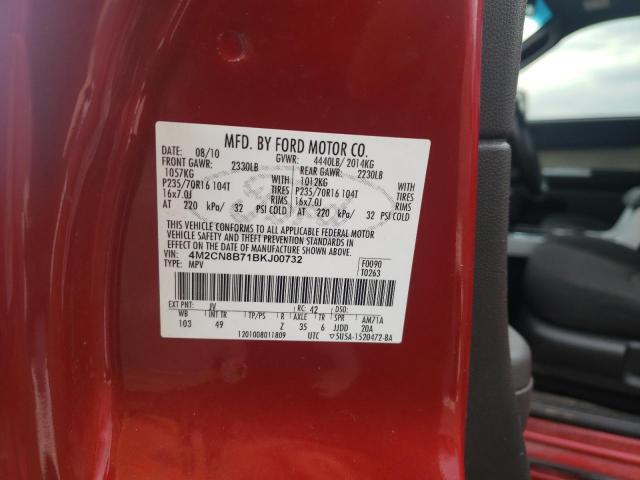 MFD. BY FORD MOTOR CO.
DATE: 08/10 GVWR: 4440LB/ 2014KG
FRONT GAWR: 2330LB REAR GAWR: 2230LB
1057KG WITH 1012KG WITH
P235/70R16 104T TIRES P235/70R16 104T TIRES
16x7.0J RIMS 16x7.0J RIMS
AT 220 kPa/ 32 PSI COLD AT 220 kPa/ 32 PSI COLD
THIS VEHICLE CONFORMS TO ALL APPLICABLE FEDERAL MOTOR
VEHICLE SAFETY AND THEFT PREVENTION STANDARDS IN
EFFECT ON THE DATE OF MANUFACTURE SHOWN ABOVE.
VIN: 4M2CN8B71BKJ00732 F0090
TYPE: MPV T0263
EXT PNT: JV RC: 42 DSO:
WB INT TR TP/PS R AXLE TR SPR AM71A
103 49 Z 35 6 JJDD 20A
1201008011809 UTC ▽5U5A-1520472-BA